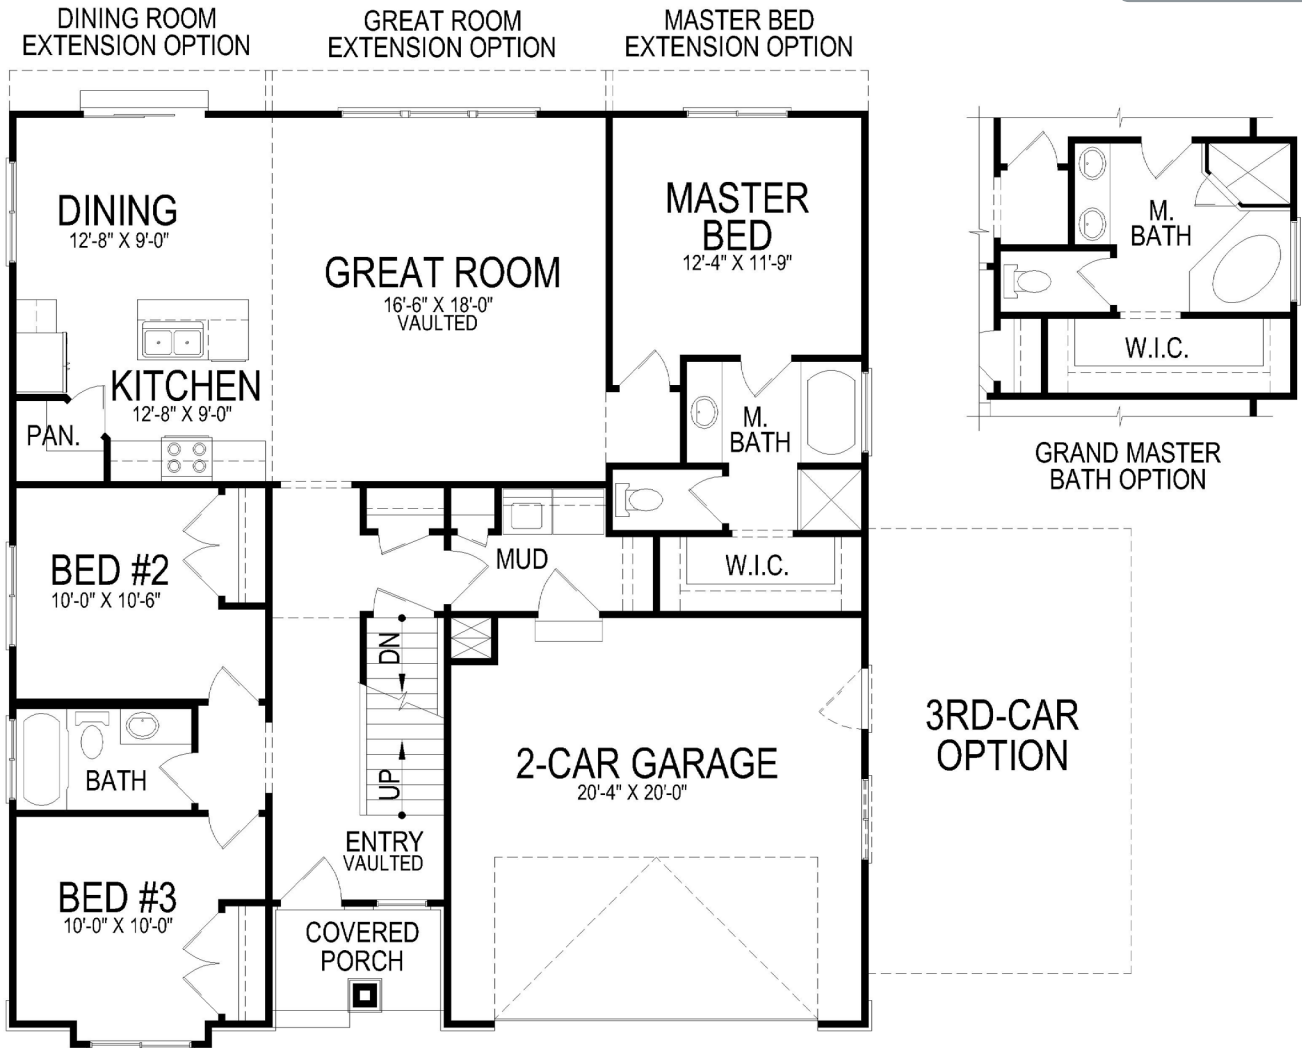 DINING ROOM
EXTENSION OPTION
GREAT ROOM
EXTENSION OPTION
MASTER BED
EXTENSION OPTION
DINING
12'-8" X 9'-0"
GREAT ROOM
16'-6" X 18'-0"
VAULTED
MASTER
BED
12'-4" X 11'-9"
M.
BATH
W.I.C.
GRAND MASTER
BATH OPTION
KITCHEN
12'-8" X 9'-0"
PAN.
M.
BATH
W.I.C.
MUD
BED #2
10'-0" X 10'-6"
DN
UP
BATH
2-CAR GARAGE
20'-4" X 20'-0"
3RD-CAR
OPTION
ENTRY
VAULTED
BED #3
10'-0" X 10'-0"
COVERED
PORCH